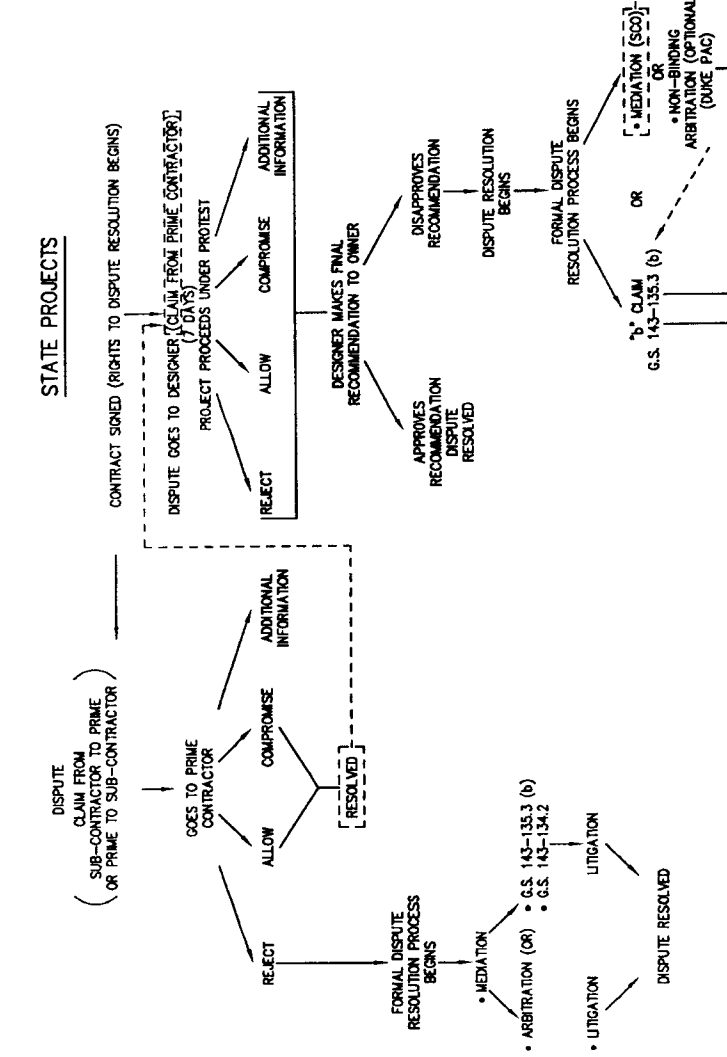 STATE PROJECTS
DISPUTE
CLAIM FROM
SUB-CONTRACTOR TO PRIME
OR PRIME TO SUB-CONTRACTOR
GOES TO PRIME
CONTRACTOR
REJECT
ALLOW
COMPROMISE
ADDITIONAL
INFORMATION
RESOLVED
FORMAL DISPUTE
RESOLUTION PROCESS
BEGINS
• MEDIATION
• ARBITRATION (OR)
• G.S. 143-135.3 (b)
• G.S. 143-134.2
• LITIGATION
LITIGATION
DISPUTE RESOLVED
CONTRACT SIGNED (RIGHTS TO DISPUTE RESOLUTION BEGINS)
DISPUTE GOES TO DESIGNER (CLAIM FROM PRIME CONTRACTOR)
(7 DAYS)
PROJECT PROCEEDS UNDER PROTEST
REJECT
ALLOW
COMPROMISE
ADDITIONAL
INFORMATION
DESIGNER MAKES FINAL
RECOMMENDATION TO OWNER
APPROVES
RECOMMENDATION
DISPUTE
RESOLVED
DISAPPROVES
RECOMMENDATION
DISPUTE RESOLUTION
BEGINS
FORMAL DISPUTE
RESOLUTION PROCESS BEGINS
"b" CLAIM
G.S. 143-135.3 (b)
OR
• MEDIATION (SCO)
OR
• NON-BINDING
ARBITRATION (OPTIONAL
(DUKE PAC)